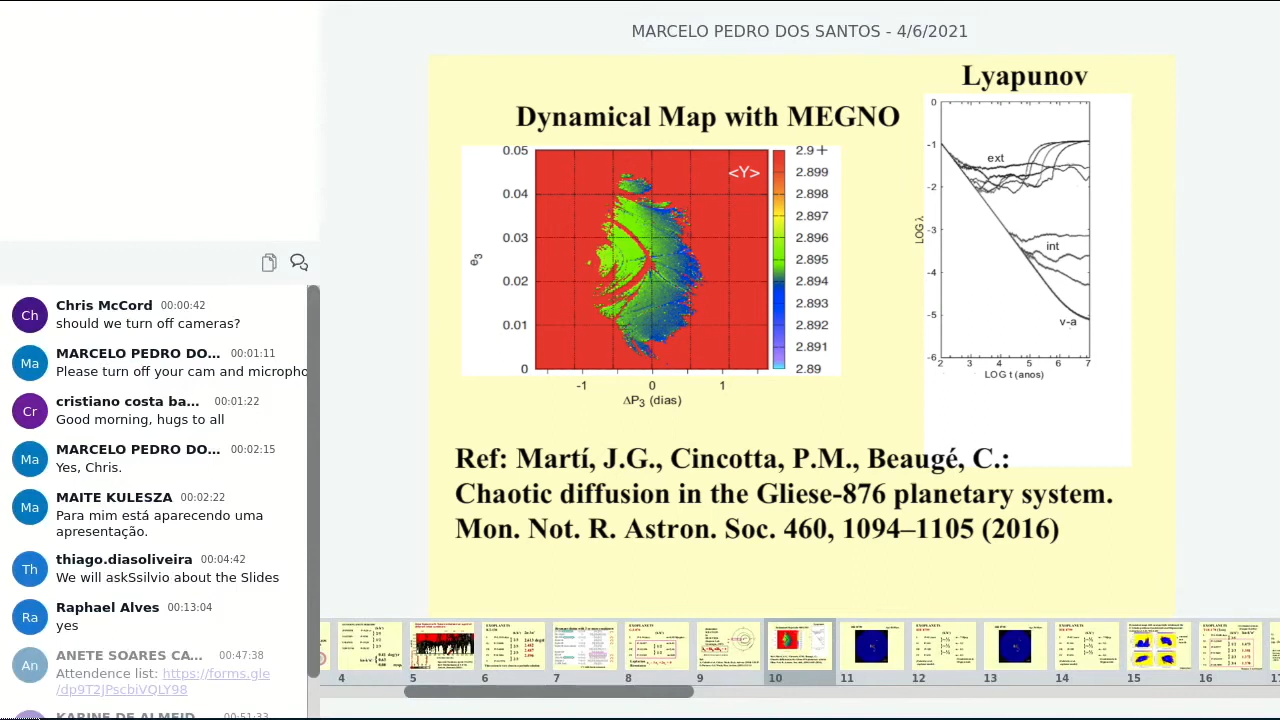 MARCELO PEDRO DOS SANTOS - 4/6/2021
Lyapunov
Dynamical Map with MEGNO
<Y>
0.05
0.04
0.03
0.02
0.01
0
e3
-1
0
1
ΔP3 (dias)
2.9
2.899
2.898
2.897
2.896
2.895
2.894
2.893
2.892
2.891
2.89
0
-1
-2
-3
-4
-5
-6
LOG λ
ext
int
v-a
2
3
4
5
6
7
LOG t (anos)
Ref: Martí, J.G., Cincotta, P.M., Beaugé, C.:
Chaotic diffusion in the Gliese-876 planetary system.
Mon. Not. R. Astron. Soc. 460, 1094–1105 (2016)
Ch
Chris McCord 00:00:42
should we turn off cameras?
Ma
MARCELO PEDRO DO... 00:01:11
Please turn off your cam and micropho
Cr
cristiano costa ba... 00:01:22
Good morning, hugs to all
Ma
MARCELO PEDRO DO... 00:02:15
Yes, Chris.
Ma
MAITE KULESZA 00:02:22
Para mim está aparecendo uma
apresentação.
Th
thiago.diasoliveira 00:04:42
We will askSsilvio about the Slides
Ra
Raphael Alves 00:13:04
yes
An
ANETE SOARES CA... 00:47:38
Attendence list: https://forms.gle
/dp9T2JPscbiVQLY98
KARINE DE ALMEID... 00:51:33
4
5
6
7
8
9
10
11
12
13
14
15
16